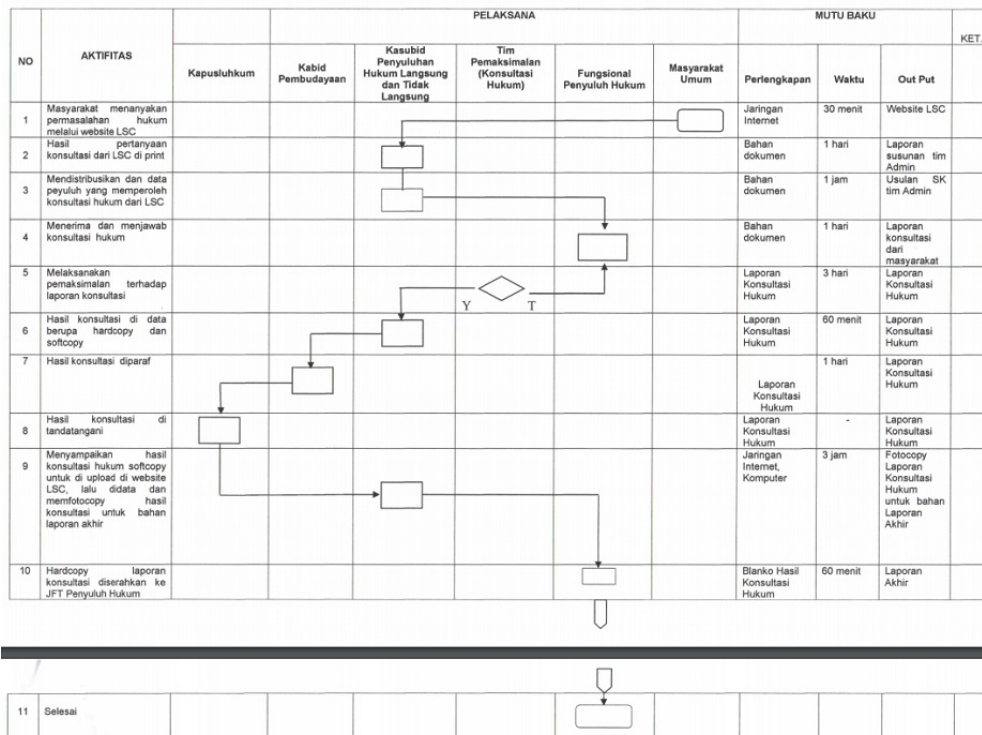 PELAKSANA
MUTU BAKU
KET.
NO
AKTIFITAS
Kapusluhkum
Kabid
Pembudayaan
Kasubid
Penyuluhan
Hukum Langsung
dan Tidak
Langsung
Tim
Pemaksimalan
(Konsultasi
Hukum)
Fungsional
Penyuluh Hukum
Masyarakat
Umum
Perlengkapan
Waktu
Out Put
1
Masyarakat menanyakan
permasalahan hukum
melalui website LSC
Jaringan
Internet
30 menit
Website LSC
2
Hasil pertanyaan
konsultasi dari LSC di print
Bahan
dokumen
1 hari
Laporan
susunan tim
Admin
3
Mendistribusikan dan data
peyuluh yang memperoleh
konsultasi hukum dari LSC
Bahan
dokumen
1 jam
Usulan SK
tim Admin
4
Menerima dan menjawab
konsultasi hukum
Bahan
dokumen
1 hari
Laporan
konsultasi
dari
masyarakat
5
Melaksanakan
pemaksimalan terhadap
laporan konsultasi
Y
T
Laporan
Konsultasi
Hukum
3 hari
Laporan
Konsultasi
Hukum
6
Hasil konsultasi di data
berupa hardcopy dan
softcopy
Laporan
Konsultasi
Hukum
60 menit
Laporan
Konsultasi
Hukum
7
Hasil konsultasi diparaf
Laporan
Konsultasi
Hukum
1 hari
Laporan
Konsultasi
Hukum
8
Hasil konsultasi di
tandatangani
Laporan
Konsultasi
Hukum
-
Laporan
Konsultasi
Hukum
9
Menyampaikan hasil
konsultasi hukum softcopy
untuk di upload di website
LSC, lalu didata dan
memfotocopy hasil
konsultasi untuk bahan
laporan akhir
Jaringan
Internet,
Komputer
3 jam
Fotocopy
Laporan
Konsultasi
Hukum
untuk bahan
Laporan
Akhir
10
Hardcopy laporan
konsultasi diserahkan ke
JFT Penyuluh Hukum
Blanko Hasil
Konsultasi
Hukum
60 menit
Laporan
Akhir
11
Selesai